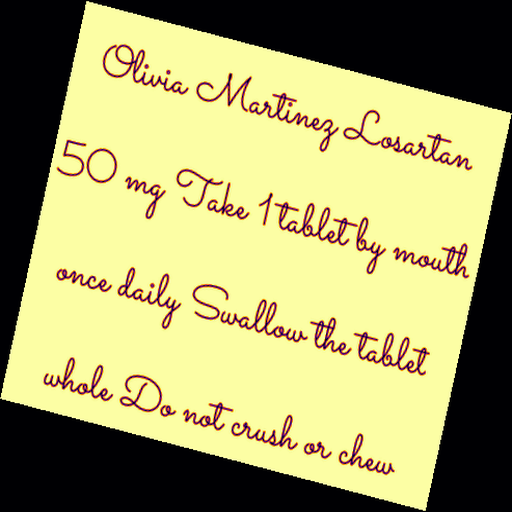 Olivia Martinez Losartan
50 mg Take 1 tablet by mouth
once daily Swallow the tablet
whole Do not crush or chew